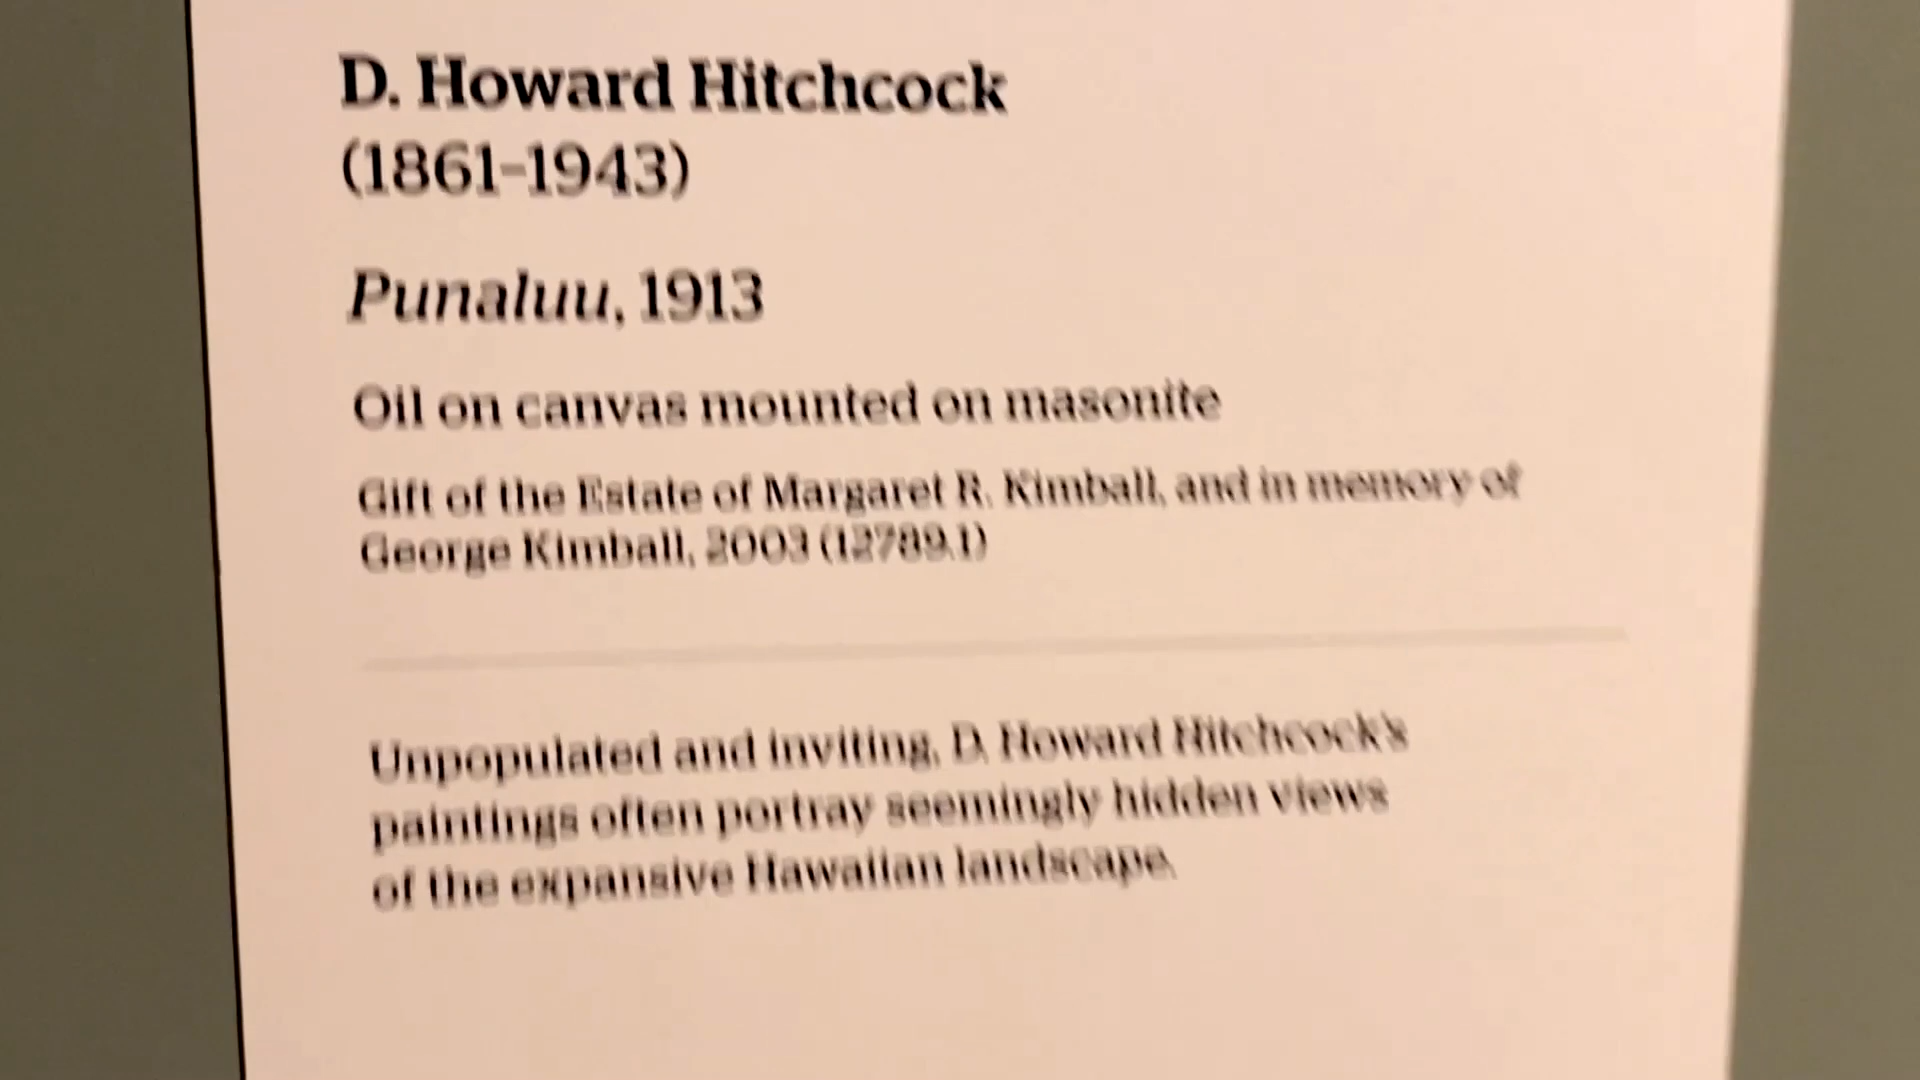 D. Howard Hitchcock
(1861-1943)
Punaluu, 1913
Oil on canvas mounted on masonite
Gift of the Estate of Margaret R. Kimball, and in memory of
George Kimball, 2003 (12789.1)
Unpopulated and inviting, D. Howard Hitchcock's
paintings often portray seemingly hidden views
of the expansive Hawaiian landscape.